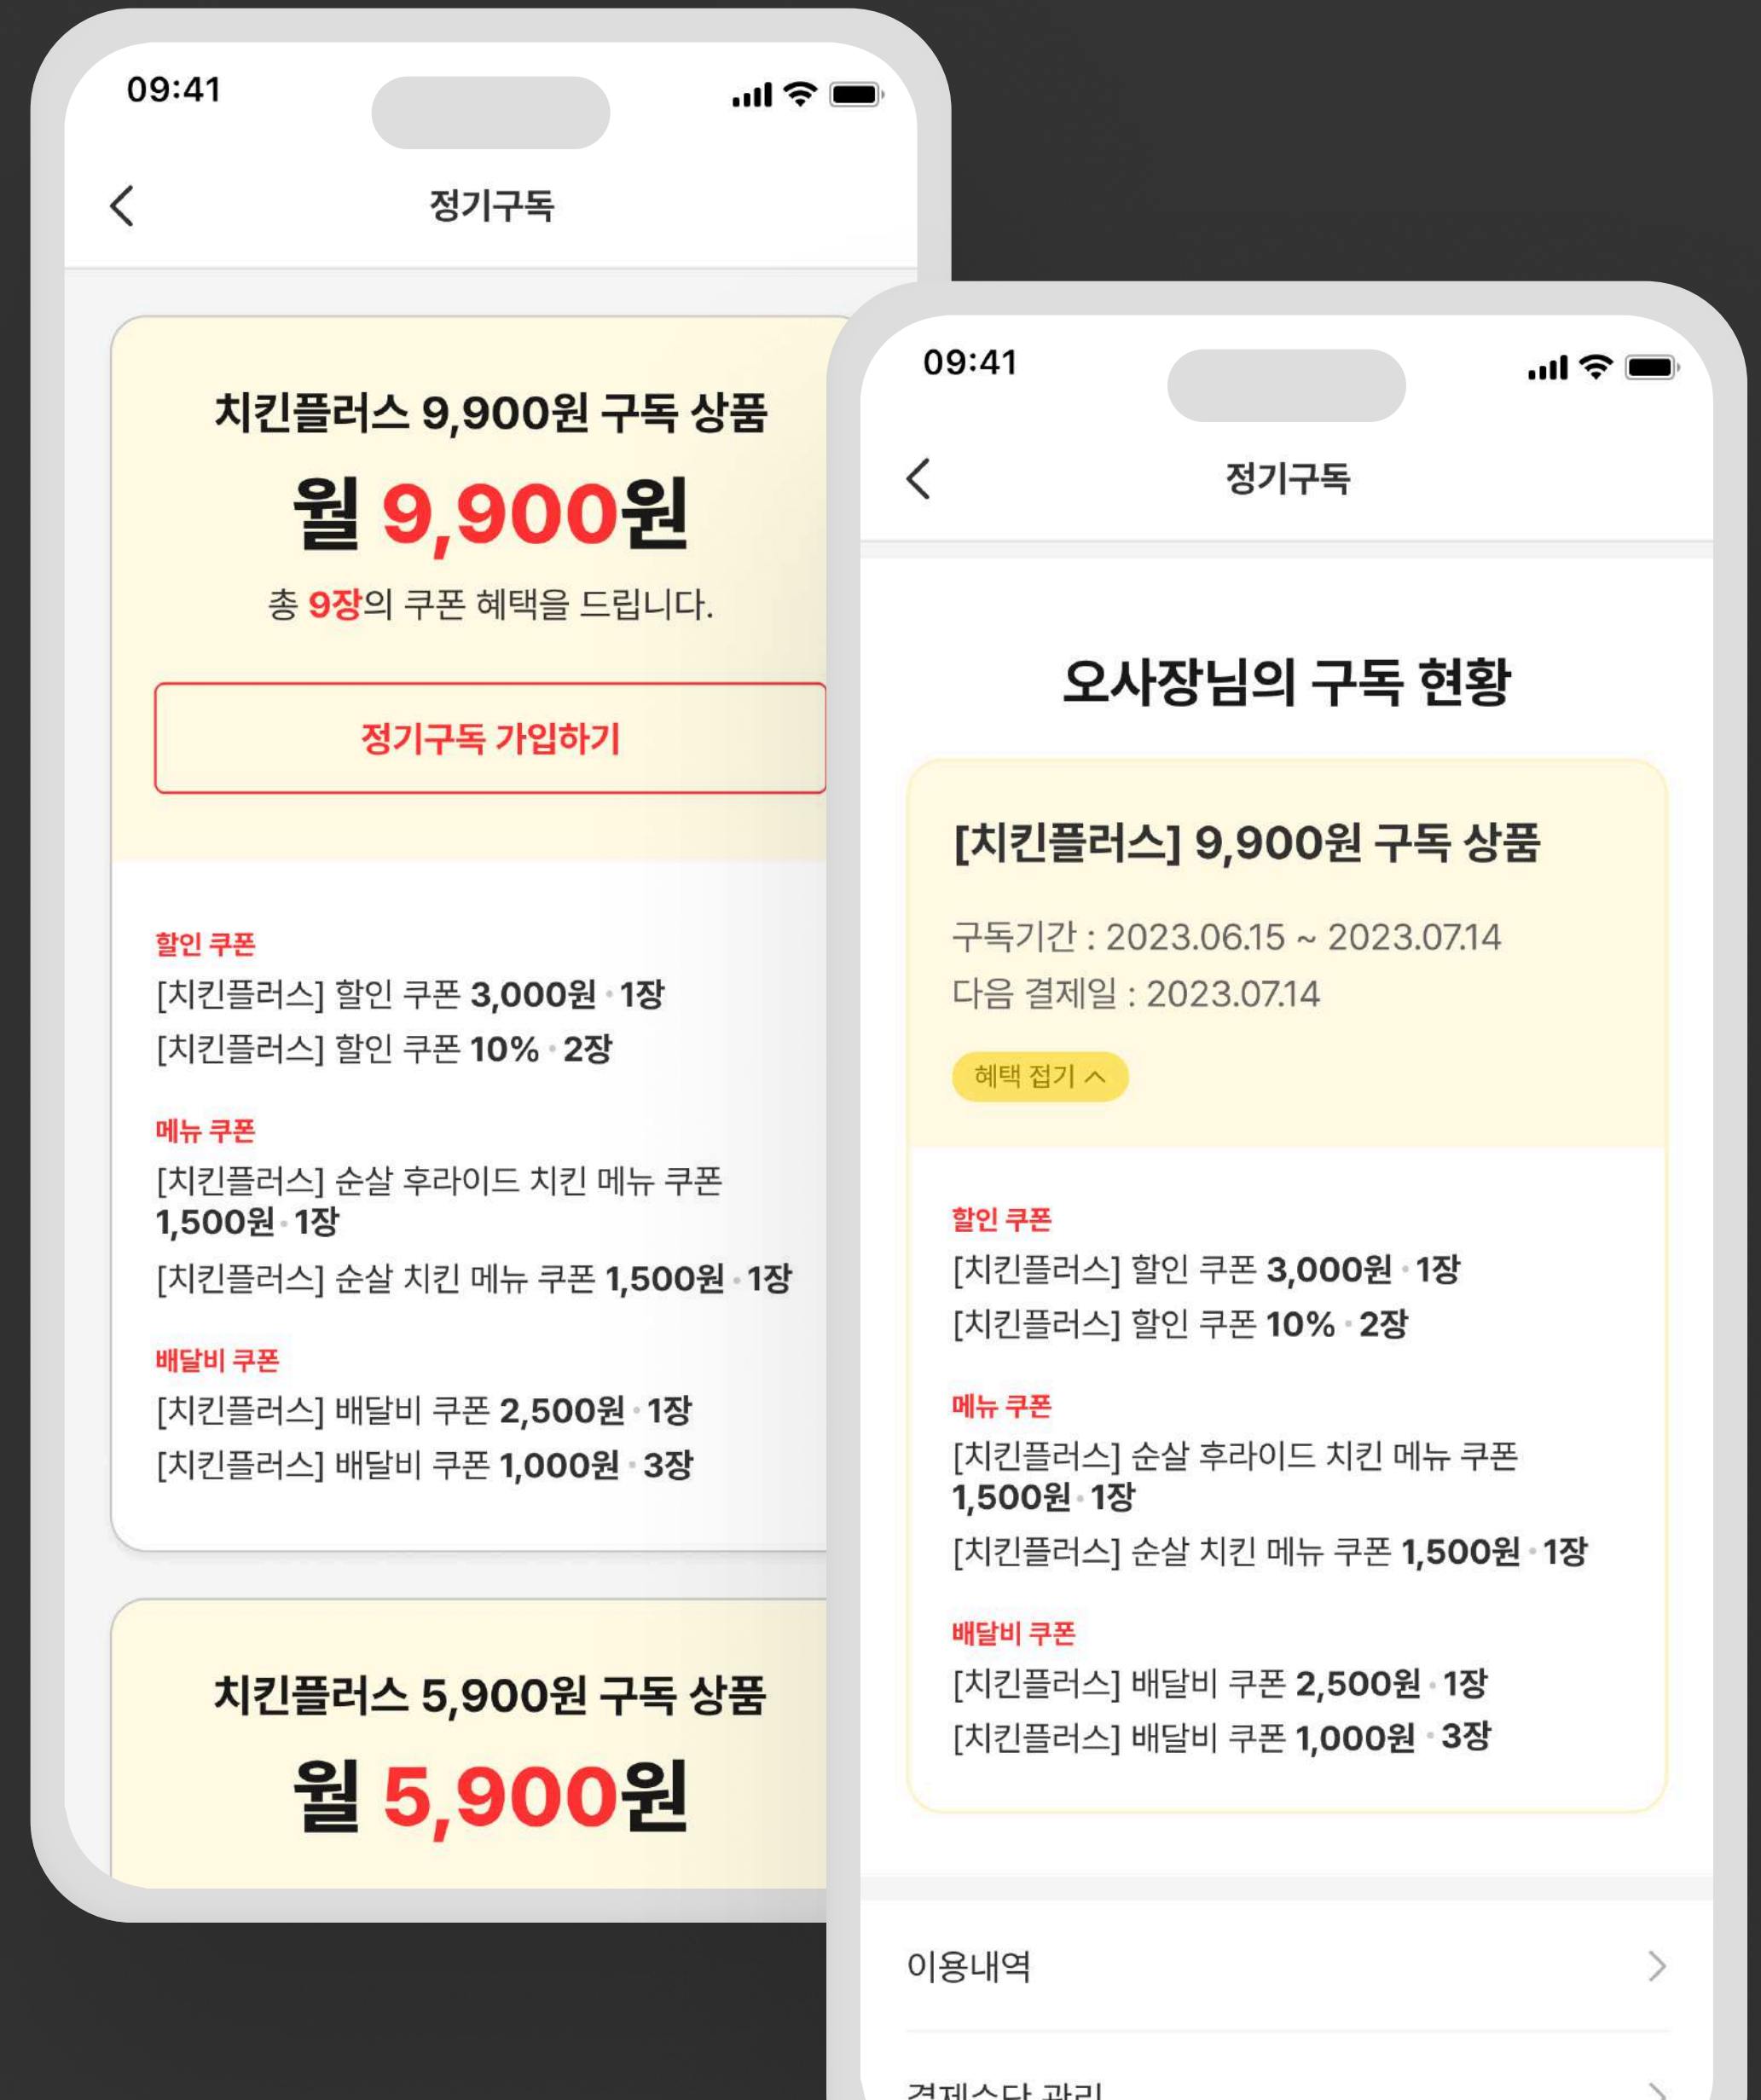 09:41
정기구독
치킨플러스 9,900원 구독 상품
월 9,900원
총 9장의 쿠폰 혜택을 드립니다.
정기구독 가입하기
할인 쿠폰
[치킨플러스] 할인 쿠폰 3,000원 · 1장
[치킨플러스] 할인 쿠폰 10% · 2장
메뉴 쿠폰
[치킨플러스] 순살 후라이드 치킨 메뉴 쿠폰
1,500원 · 1장
[치킨플러스] 순살 치킨 메뉴 쿠폰 1,500원 · 1장
배달비 쿠폰
[치킨플러스] 배달비 쿠폰 2,500원 · 1장
[치킨플러스] 배달비 쿠폰 1,000원 · 3장
치킨플러스 5,900원 구독 상품
월 5,900원
09:41
정기구독
오사장님의 구독 현황
[치킨플러스] 9,900원 구독 상품
구독기간 : 2023.06.15 ~ 2023.07.14
다음 결제일 : 2023.07.14
혜택 접기
할인 쿠폰
[치킨플러스] 할인 쿠폰 3,000원 · 1장
[치킨플러스] 할인 쿠폰 10% · 2장
메뉴 쿠폰
[치킨플러스] 순살 후라이드 치킨 메뉴 쿠폰
1,500원 · 1장
[치킨플러스] 순살 치킨 메뉴 쿠폰 1,500원 · 1장
배달비 쿠폰
[치킨플러스] 배달비 쿠폰 2,500원 · 1장
[치킨플러스] 배달비 쿠폰 1,000원 · 3장
이용내역
결제수단 관리